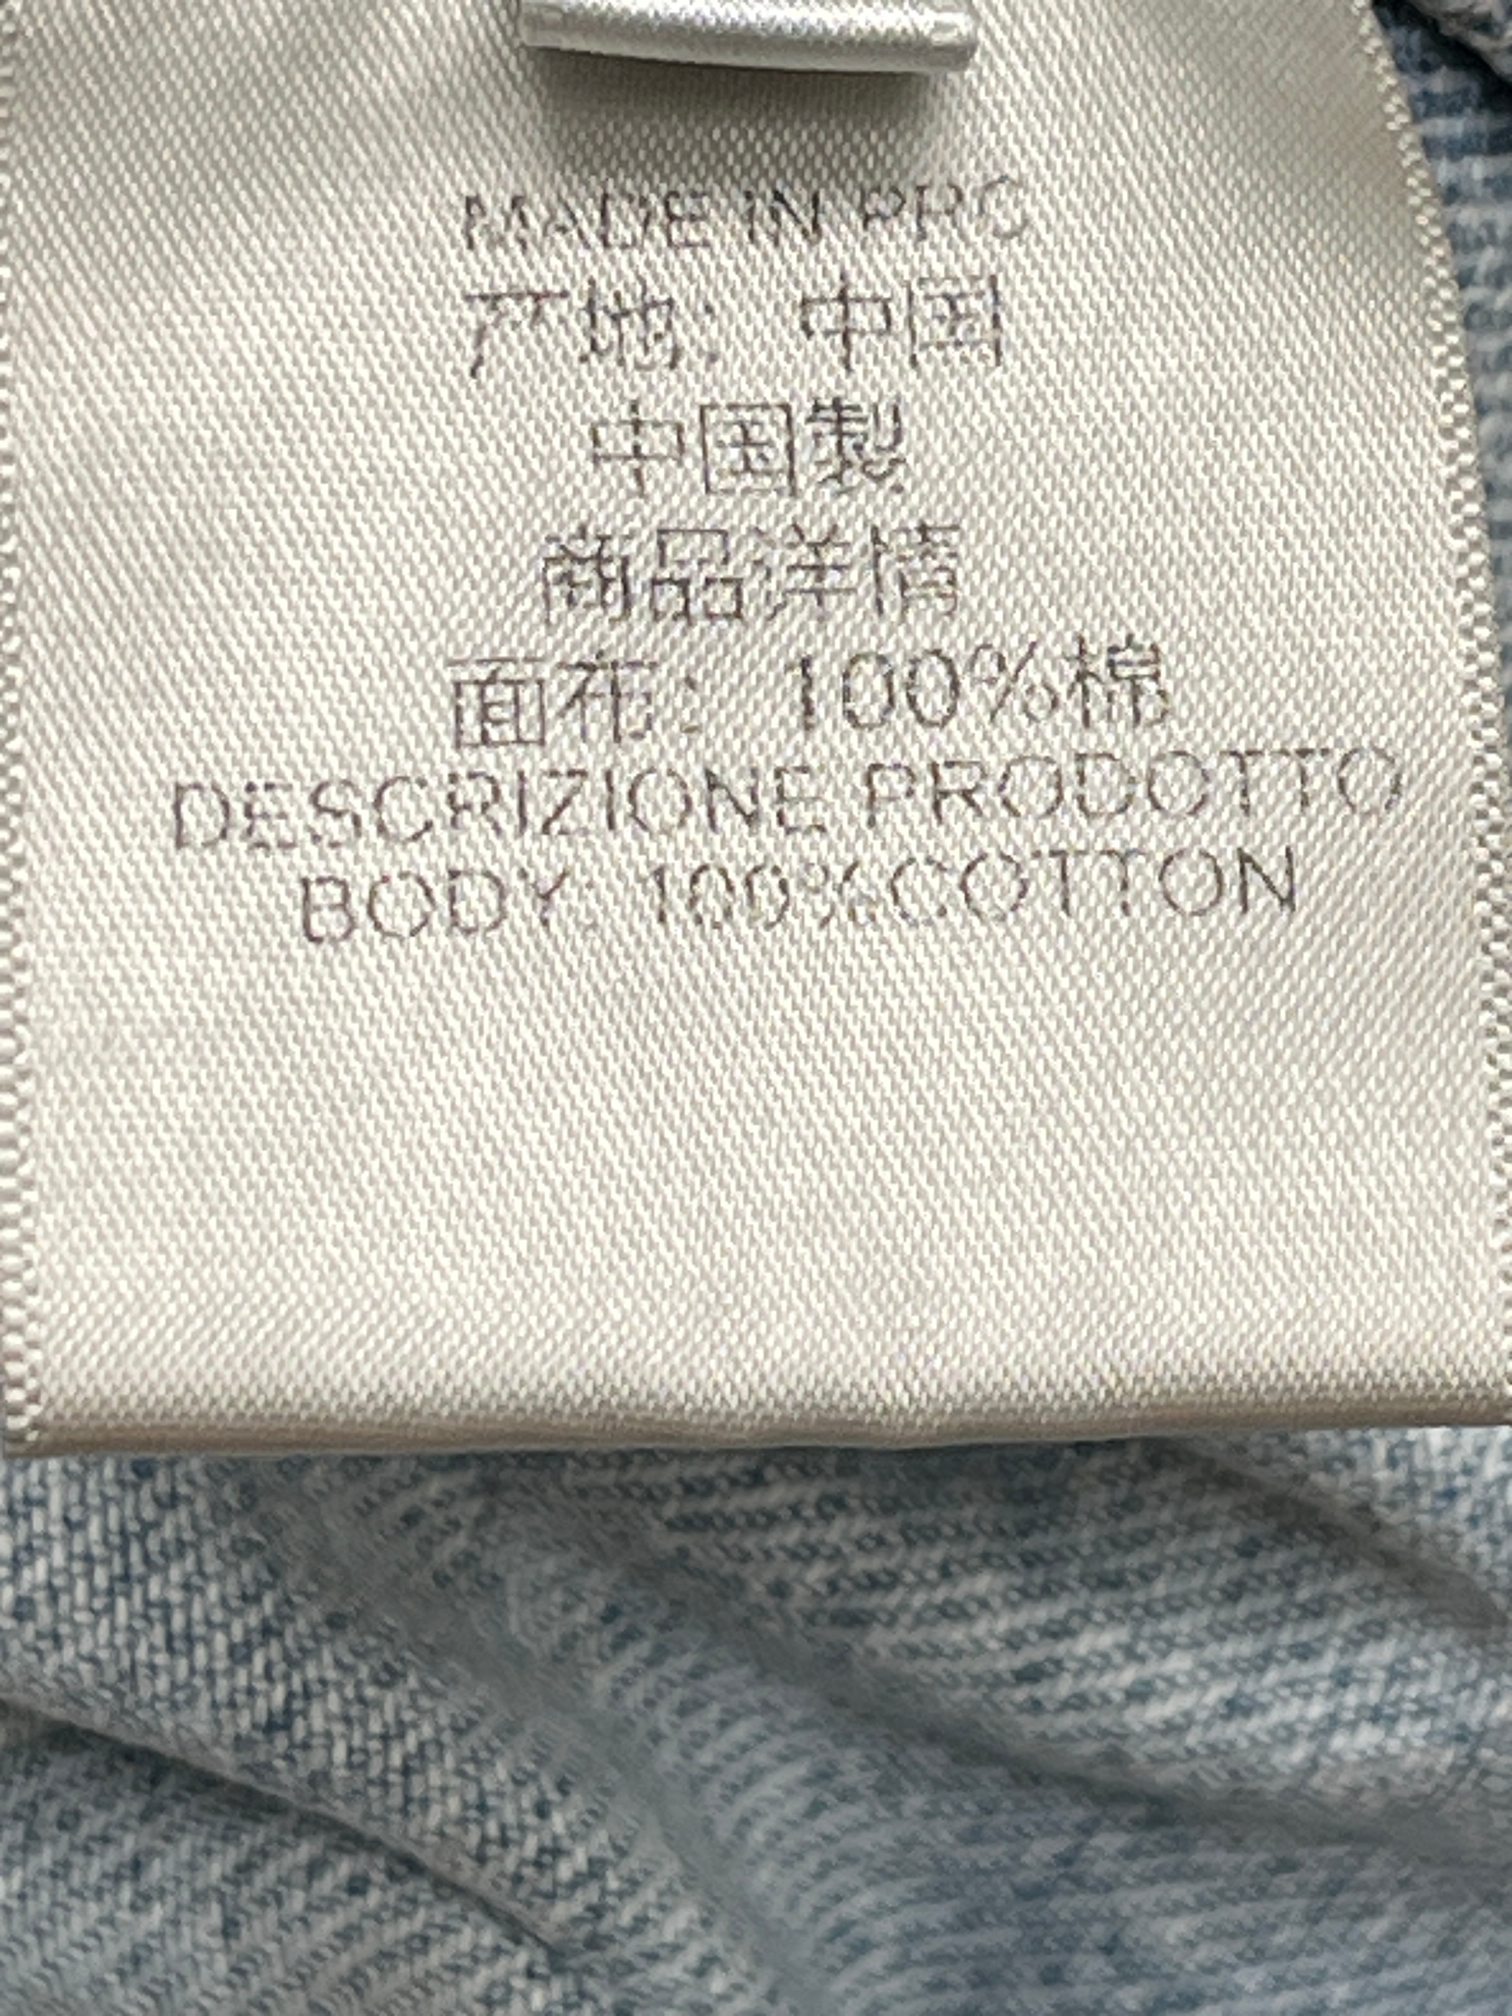 MADE IN PRC
产地: 中国
中国製
商品洋情
面布: 100%棉
DESCRIZIONE PRODOTTO
BODY: 100%COTTON